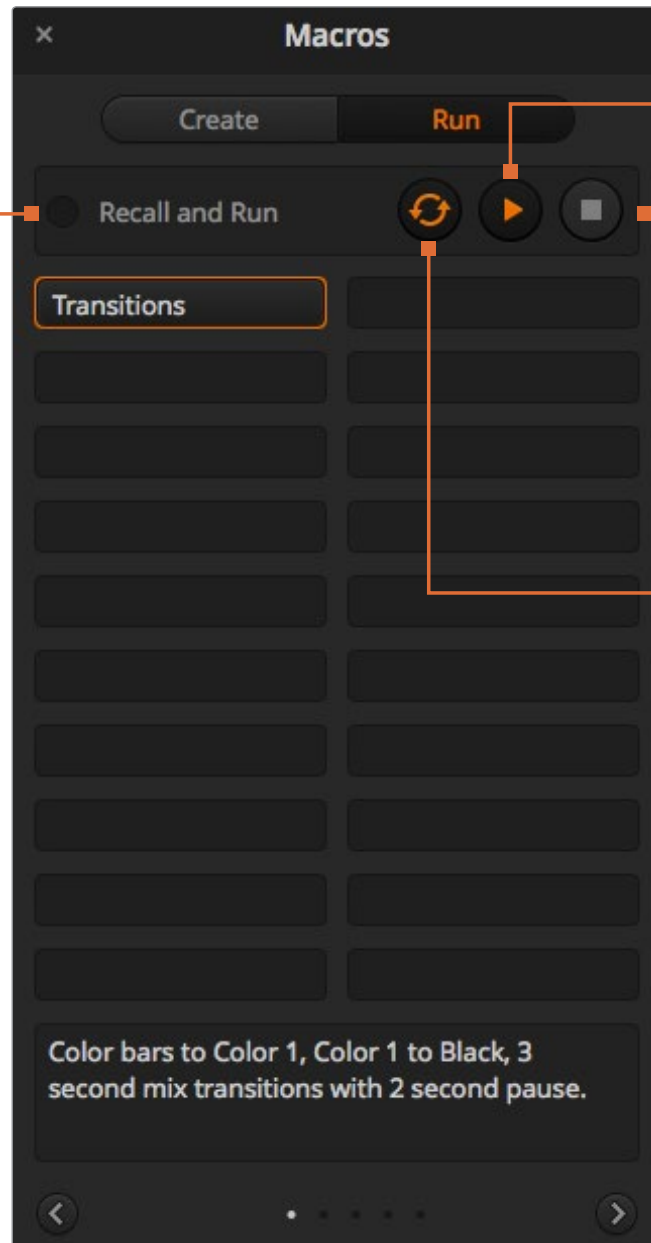 Macros
Create Run
Recall and Run
Transitions
Color bars to Color 1, Color 1 to Black, 3
second mix transitions with 2 second pause.